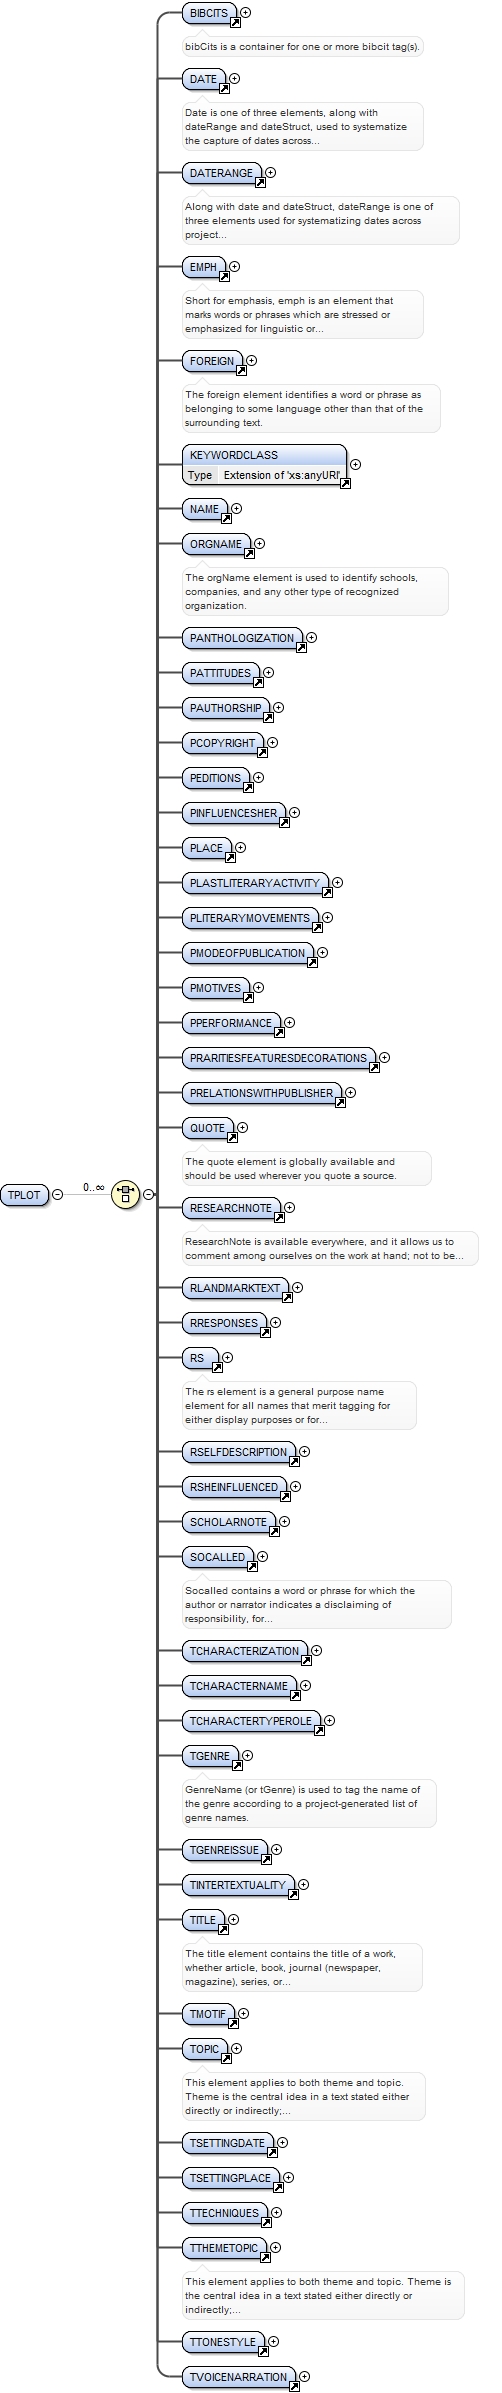 BIBCITS
bibCits is a container for one or more bibcit tag(s).
DATE
Date is one of three elements, along with
dateRange and dateStruct, used to systematize
the capture of dates across...
DATERANGE
Along with date and dateStruct, dateRange is one of
three elements used for systematizing dates across
project...
EMPH
Short for emphasis, emph is an element that
marks words or phrases which are stressed or
emphasized for linguistic or...
FOREIGN
The foreign element identifies a word or phrase as
belonging to some language other than that of the
surrounding text.
KEYWORDCLASS
Type Extension of 'xs:anyURI'
NAME
ORGNAME
The orgName element is used to identify schools,
companies, and any other type of recognized
organization.
PANTHOLOGIZATION
PATTITUDES
PAUTHORSHIP
PCOPYRIGHT
PEDITIONS
PINFLUENCESHER
PLACE
PLASTLITERARYACTIVITY
PLITERARYMOVEMENTS
PMODEOFPUBLICATION
PMOTIVES
PPERFORMANCE
PRARITIESFEATURESDECORATIONS
PRELATIONSWITHPUBLISHER
QUOTE
The quote element is globally available and
should be used wherever you quote a source.
TPLOT 0..∞
RESEARCHNOTE
ResearchNote is available everywhere, and it allows us to
comment among ourselves on the work at hand; not to be...
RLANDMARKTEXT
RRESPONSES
RS
The rs element is a general purpose name
element for all names that merit tagging for
either display purposes or for...
RSELFDESCRIPTION
RSHEINFLUENCED
SCHOLARNOTE
SOCALLED
Socalled contains a word or phrase for which the
author or narrator indicates a disclaiming of
responsibility, for...
TCHARACTERIZATION
TCHARACTERNAME
TCHARACTERTYPEROLE
TGENRE
GenreName (or tGenre) is used to tag the name of
the genre according to a project-generated list of
genre names.
TGENREISSUE
TINTERTEXTUALITY
TITLE
The title element contains the title of a work,
whether article, book, journal (newspaper,
magazine), series, or...
TMOTIF
TOPIC
This element applies to both theme and topic.
Theme is the central idea in a text stated either
directly or indirectly;...
TSETTINGDATE
TSETTINGPLACE
TTECHNIQUES
TTHEMETOPIC
This element applies to both theme and topic. Theme is
the central idea in a text stated either directly or
indirectly;...
TTONESTYLE
TVOICENARRATION